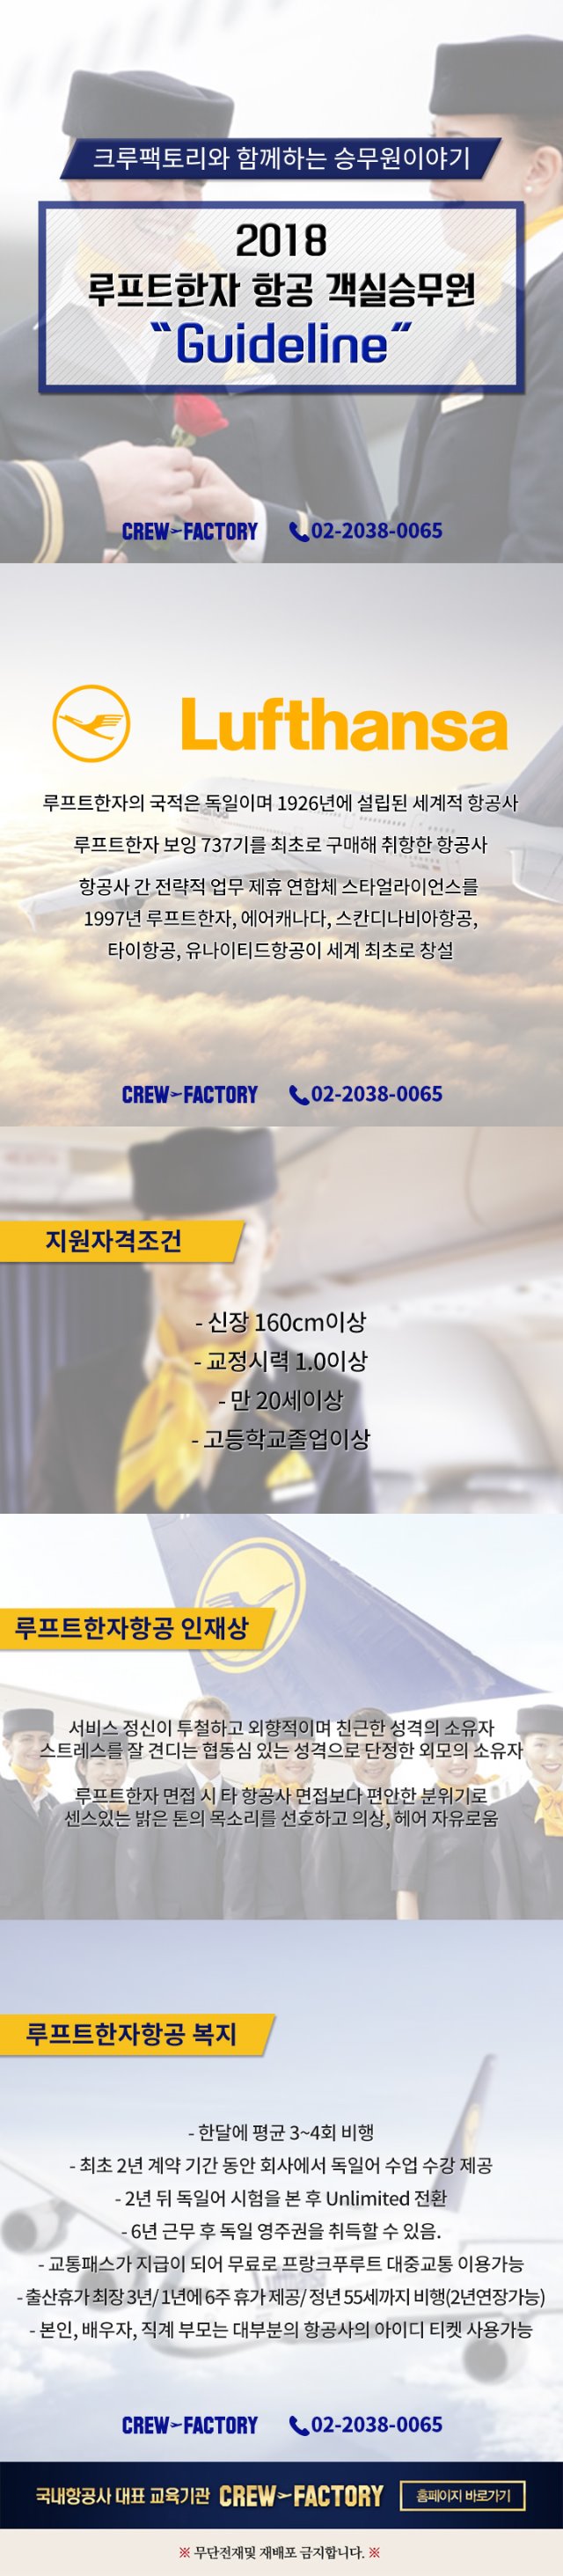 크루팩토리와 함께하는 승무원이야기
2018
루프트한자 항공 객실승무원
“Guideline”
CREW FACTORY 02-2038-0065
Lufthansa
루프트한자의 국적은 독일이며 1926년에 설립된 세계적 항공사
루프트한자 보잉 737기를 최초로 구매해 취항한 항공사
항공사 간 전략적 업무 제휴 연합체 스타얼라이언스를
1997년 루프트한자, 에어캐나다, 스칸디나비아항공,
타이항공, 유나이티드항공이 세계 최초로 창설
CREW FACTORY 02-2038-0065
지원자격조건
- 신장 160cm이상
- 교정시력 1.0이상
- 만 20세이상
- 고등학교졸업이상
루프트한자항공 인재상
서비스 정신이 투철하고 외향적이며 친근한 성격의 소유자
스트레스를 잘 견디는 협동심 있는 성격으로 단정한 외모의 소유자
루프트한자 면접 시 타 항공사 면접보다 편안한 분위기로
센스있는 밝은 톤의 목소리를 선호하고 의상, 헤어 자유로움
루프트한자항공 복지
- 한달에 평균 3~4회 비행
- 최초 2년 계약 기간 동안 회사에서 독일어 수업 수강 제공
- 2년 뒤 독일어 시험을 본 후 Unlimited 전환
- 6년 근무 후 독일 영주권을 취득할 수 있음.
- 교통패스가 지급이 되어 무료로 프랑크푸루트 대중교통 이용가능
- 출산휴가 최장 3년/ 1년에 6주 휴가 제공/ 정년 55세까지 비행(2년연장가능)
- 본인, 배우자, 직계 부모는 대부분의 항공사의 아이디 티켓 사용가능
CREW FACTORY 02-2038-0065
국내항공사 대표 교육기관 CREW FACTORY 홈페이지 바로가기
※ 무단전재및 재배포 금지합니다. ※